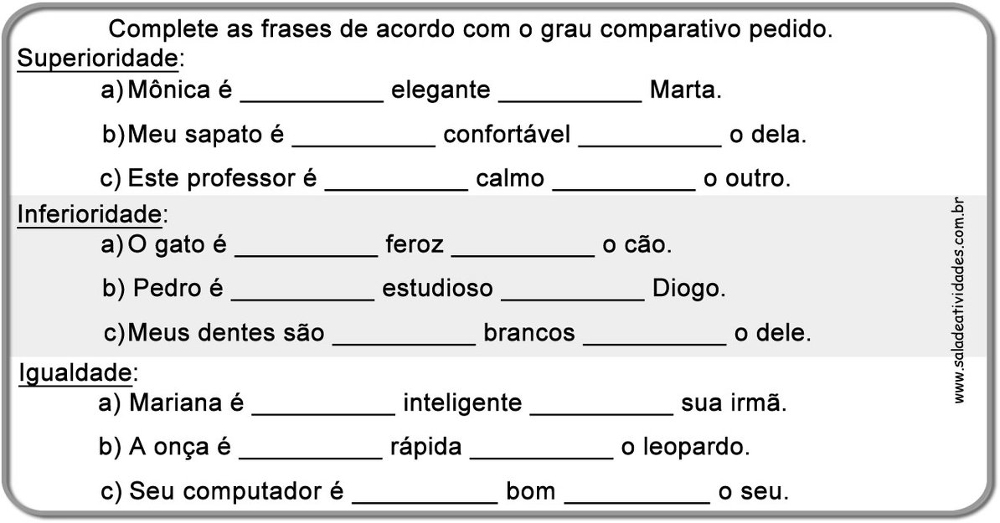 Complete as frases de acordo com o grau comparativo pedido.
Superioridade:
a) Mônica é __________ elegante __________ Marta.
b) Meu sapato é __________ confortável __________ o dela.
c) Este professor é __________ calmo __________ o outro.
Inferioridade:
a) O gato é __________ feroz __________ o cão.
b) Pedro é __________ estudioso __________ Diogo.
c) Meus dentes são __________ brancos __________ o dele.
Igualdade:
a) Mariana é __________ inteligente __________ sua irmã.
b) A onça é __________ rápida __________ o leopardo.
c) Seu computador é __________ bom __________ o seu.
www.saladeatividades.com.br